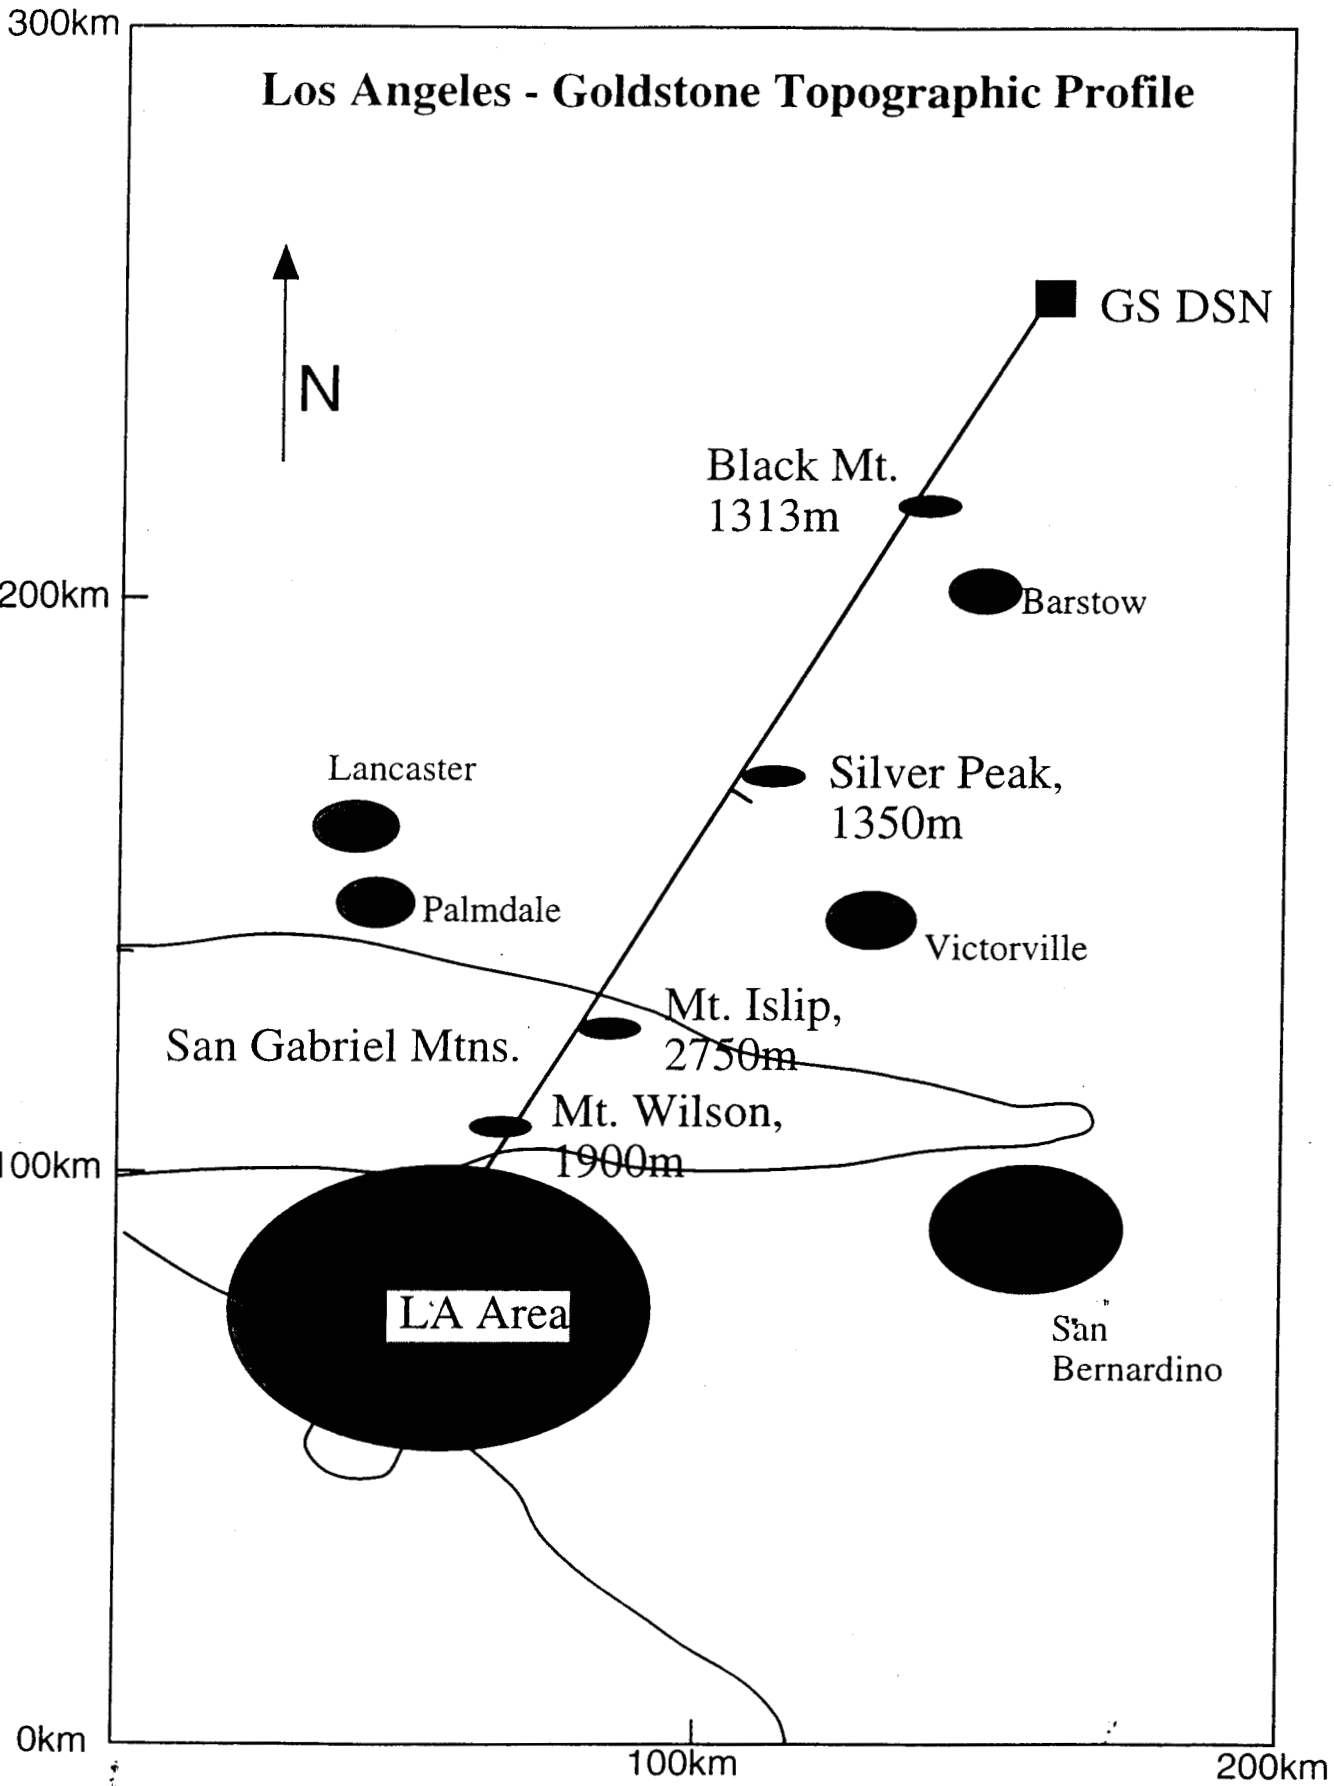 300km
Los Angeles - Goldstone Topographic Profile
GS DSN
N
Black Mt.
1313m
200km
Barstow
Lancaster
Silver Peak,
1350m
Palmdale
Victorville
Mt. Islip,
2750m
San Gabriel Mtns.
Mt. Wilson,
1900m
100km
LA Area
San
Bernardino
0km
100km
200km